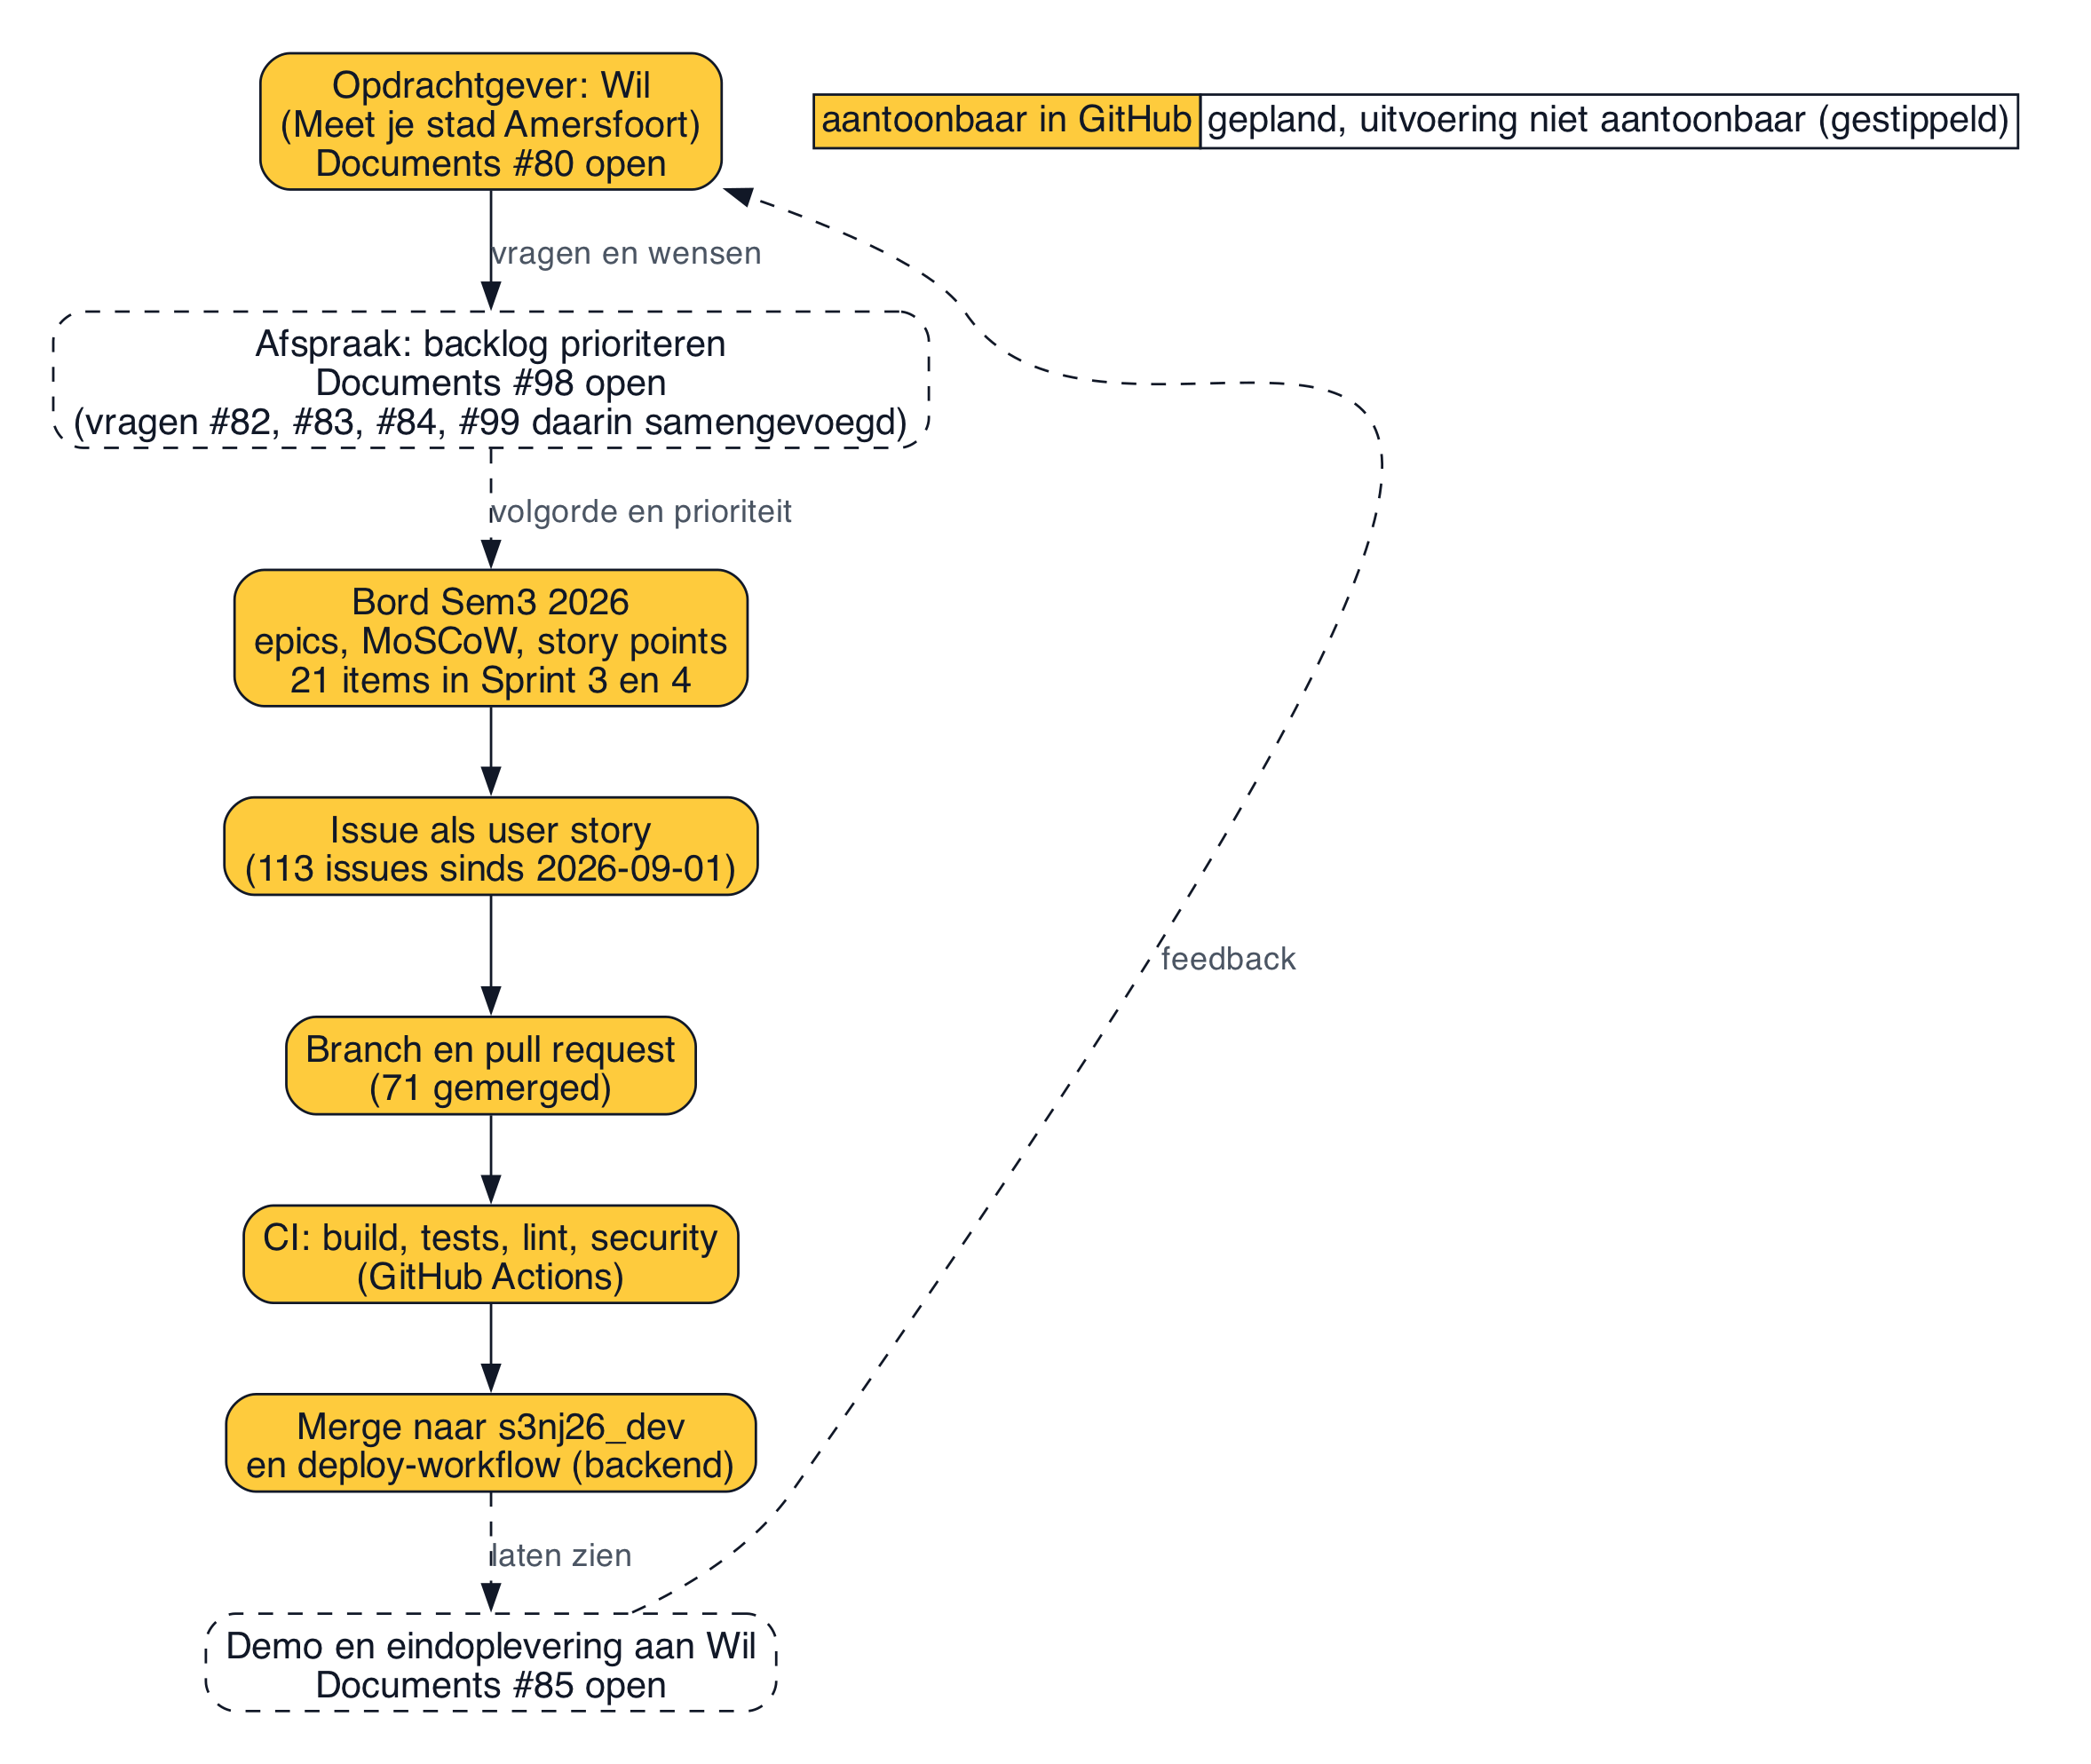 Opdrachtgever: Wil
(Meet je stad Amersfoort)
Documents #80 open
aantoonbaar in GitHub
gepland, uitvoering niet aantoonbaar (gestippeld)
vragen en wensen
Afspraak: backlog prioriteren
Documents #98 open
(vragen #82, #83, #84, #99 daarin samengevoegd)
volgorde en prioriteit
Bord Sem3 2026
epics, MoSCoW, story points
21 items in Sprint 3 en 4
Issue als user story
(113 issues sinds 2026-09-01)
feedback
Branch en pull request
(71 gemerged)
CI: build, tests, lint, security
(GitHub Actions)
Merge naar s3nj26_dev
en deploy-workflow (backend)
laten zien
Demo en eindoplevering aan Wil
Documents #85 open